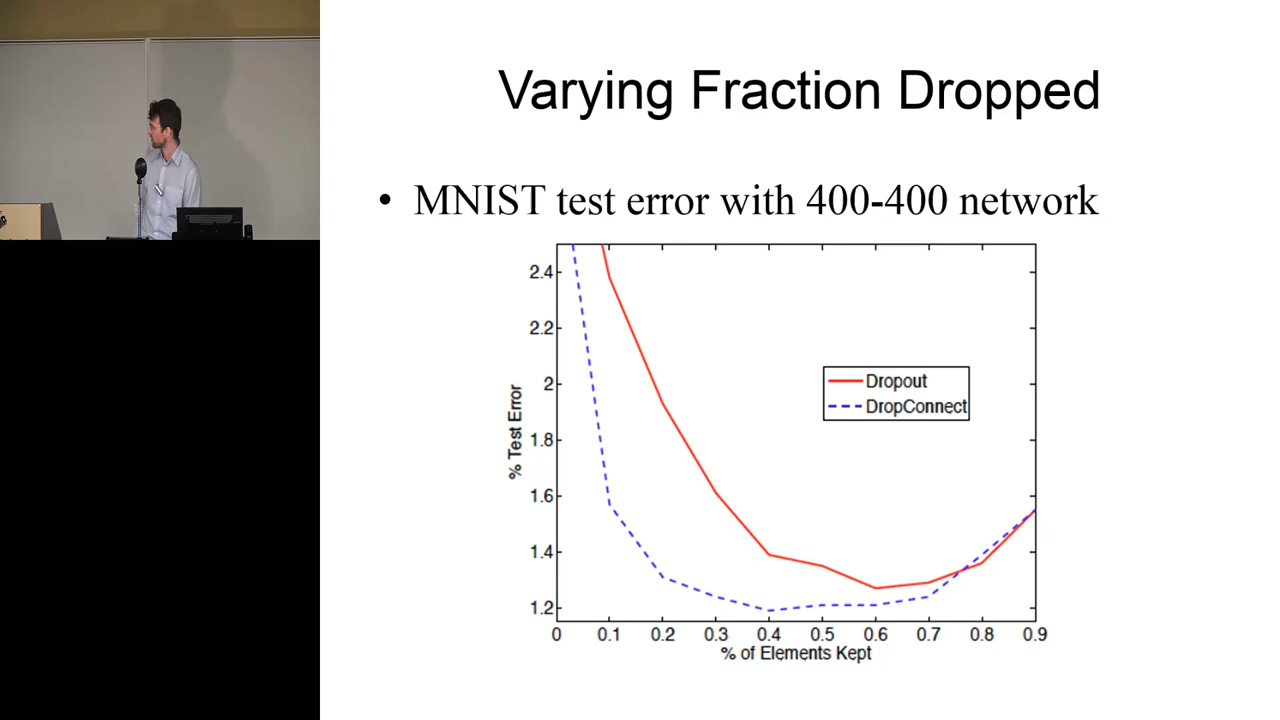 Varying Fraction Dropped
• MNIST test error with 400-400 network
2.4
2.2
2
1.8
1.6
1.4
1.2
% Test Error
Dropout
DropConnect
0 0.1 0.2 0.3 0.4 0.5 0.6 0.7 0.8 0.9
% of Elements Kept